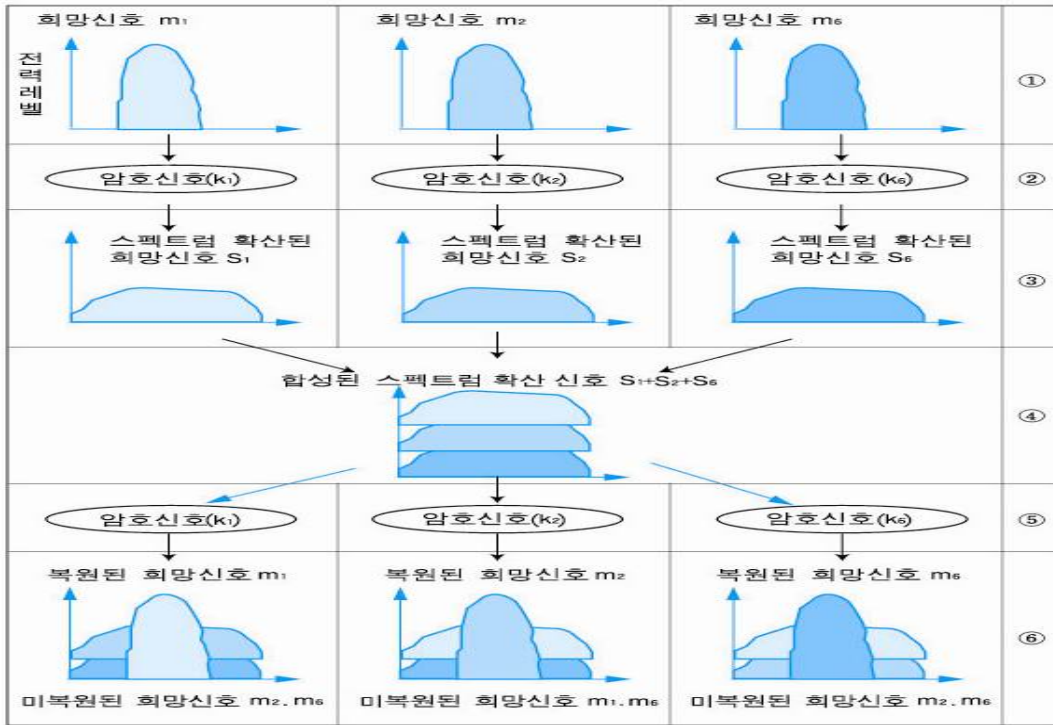 희망신호 m₁
희망신호 m₂
희망신호 m₆
전력레벨
①
암호신호(k₁)
암호신호(k₂)
암호신호(k₆)
②
스펙트럼 확산된
희망신호 S₁
스펙트럼 확산된
희망신호 S₂
스펙트럼 확산된
희망신호 S₆
③
합성된 스펙트럼 확산 신호 S₁+S₂+S₆
④
암호신호(k₁)
암호신호(k₂)
암호신호(k₆)
⑤
복원된 희망신호 m₁
복원된 희망신호 m₂
복원된 희망신호 m₆
⑥
미복원된 희망신호 m₂.m₆
미복원된 희망신호 m₁.m₆
미복원된 희망신호 m₂.m₆